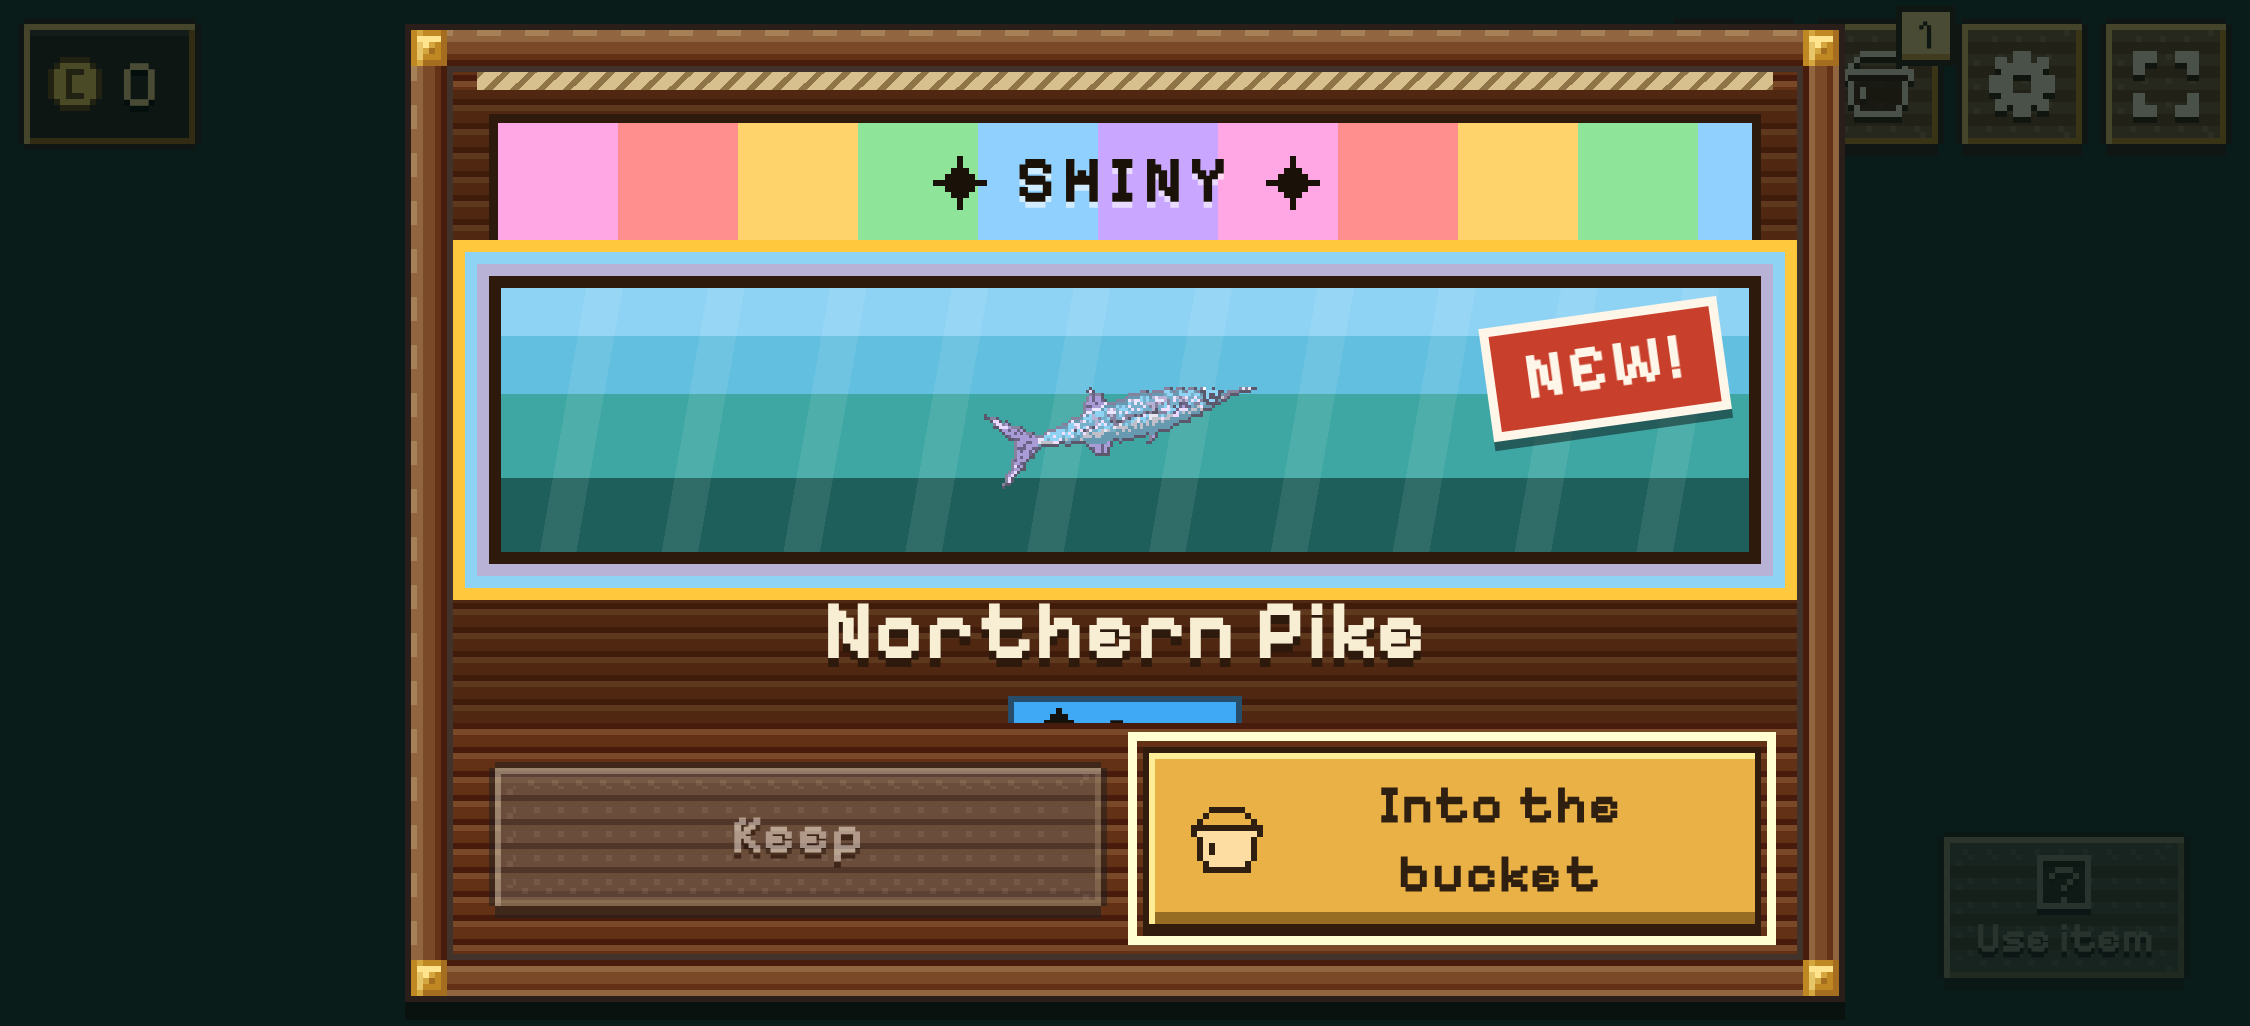 0
1
SHINY
NEW!
Northern Pike
Keep
Into the
bucket
?
Use item